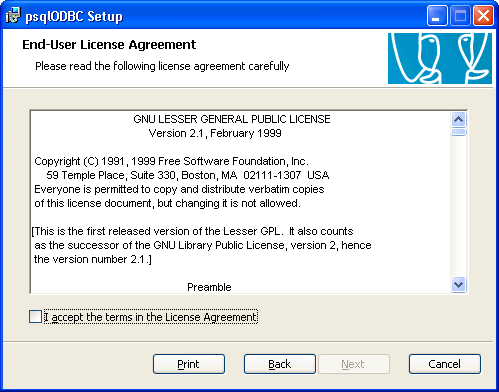 psqlODBC Setup
End-User License Agreement
Please read the following license agreement carefully
GNU LESSER GENERAL PUBLIC LICENSE
Version 2.1, February 1999
Copyright (C) 1991, 1999 Free Software Foundation, Inc.
59 Temple Place, Suite 330, Boston, MA  02111-1307  USA
Everyone is permitted to copy and distribute verbatim copies
of this license document, but changing it is not allowed.
[This is the first released version of the Lesser GPL.  It also counts
as the successor of the GNU Library Public License, version 2, hence
the version number 2.1.]
Preamble
I accept the terms in the License Agreement
Print
Back
Next
Cancel